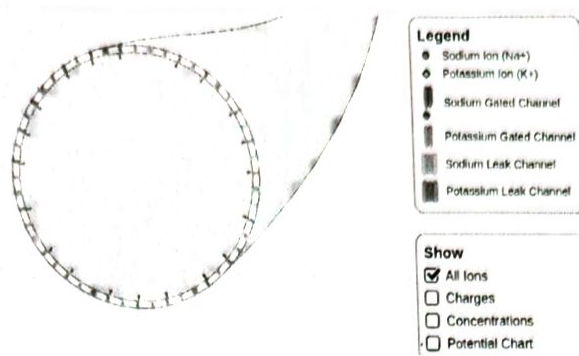 Legend
Sodium Ion (Na+)
Potassium Ion (K+)
Sodium Gated Channel
Potassium Gated Channel
Sodium Leak Channel
Potassium Leak Channel
Show
All Ions
Charges
Concentrations
Potential Chart